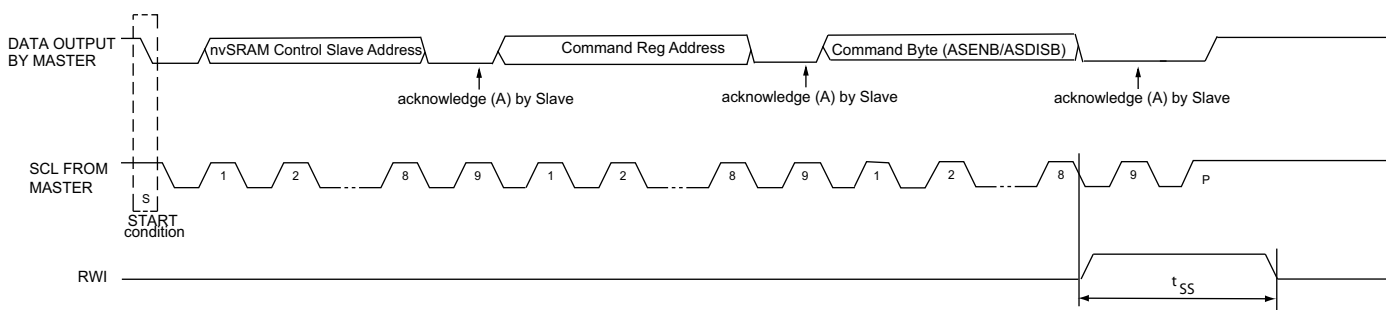 DATA OUTPUT
BY MASTER
nvSRAM Control Slave Address
Command Reg Address
Command Byte (ASENB/ASDISB)
acknowledge (A) by Slave
acknowledge (A) by Slave
acknowledge (A) by Slave
SCL FROM
MASTER
1 2 8 9 1 2 8 9 1 2 8 9 P
S
START
condition
RWI
tSS